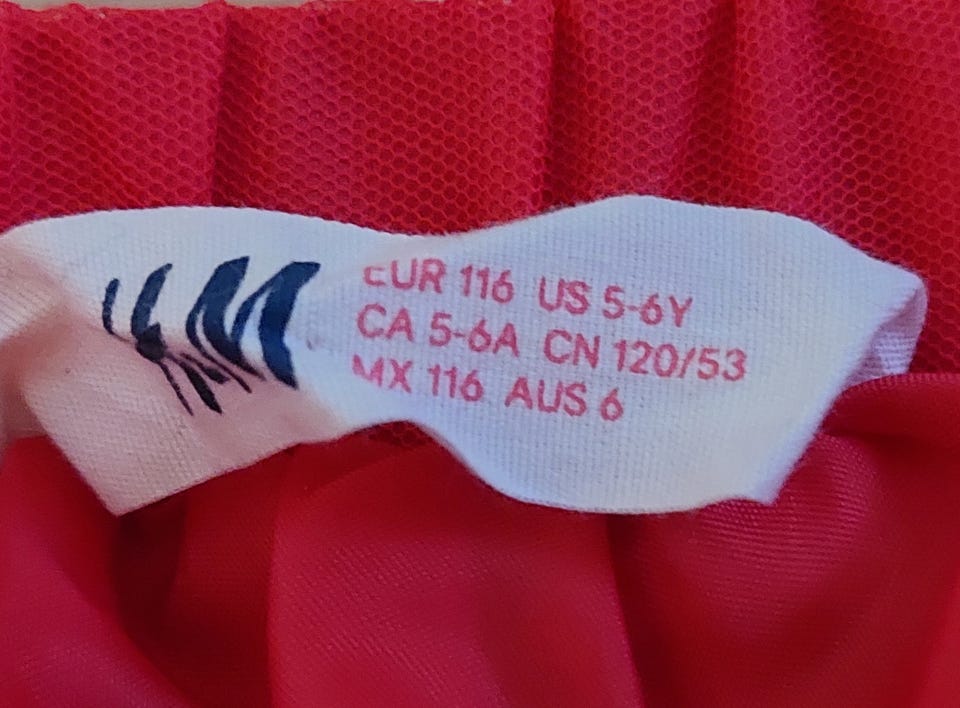 H&M
EUR 116 US 5-6Y
CA 5-6A CN 120/53
MX 116 AUS 6